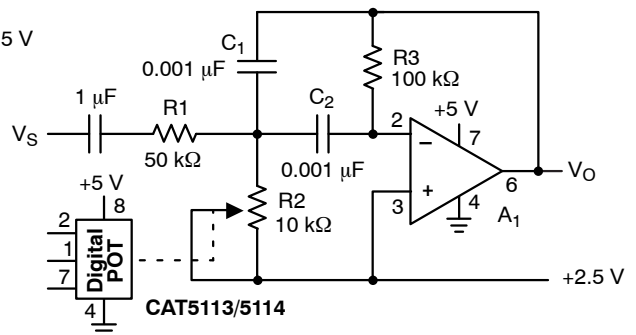 5 V
C1
0.001 μF
R3
100 kΩ
1 μF
R1
C2
+5 V
VS
2
7
–
50 kΩ
0.001 μF
6
VO
+5 V
8
R2
10 kΩ
+
3
4
A1
2
1
7
Digital
POT
4
CAT5113/5114
+2.5 V